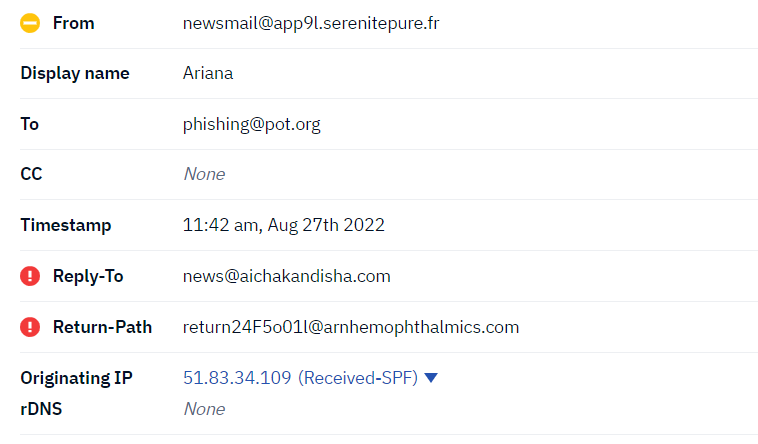 From newsmail@app9l.serenitepure.fr
Display name Ariana
To phishing@pot.org
CC None
Timestamp 11:42 am, Aug 27th 2022
Reply-To news@aichakandisha.com
Return-Path return24F5o01l@arnhemophthalmics.com
Originating IP 51.83.34.109 (Received-SPF)
rDNS None